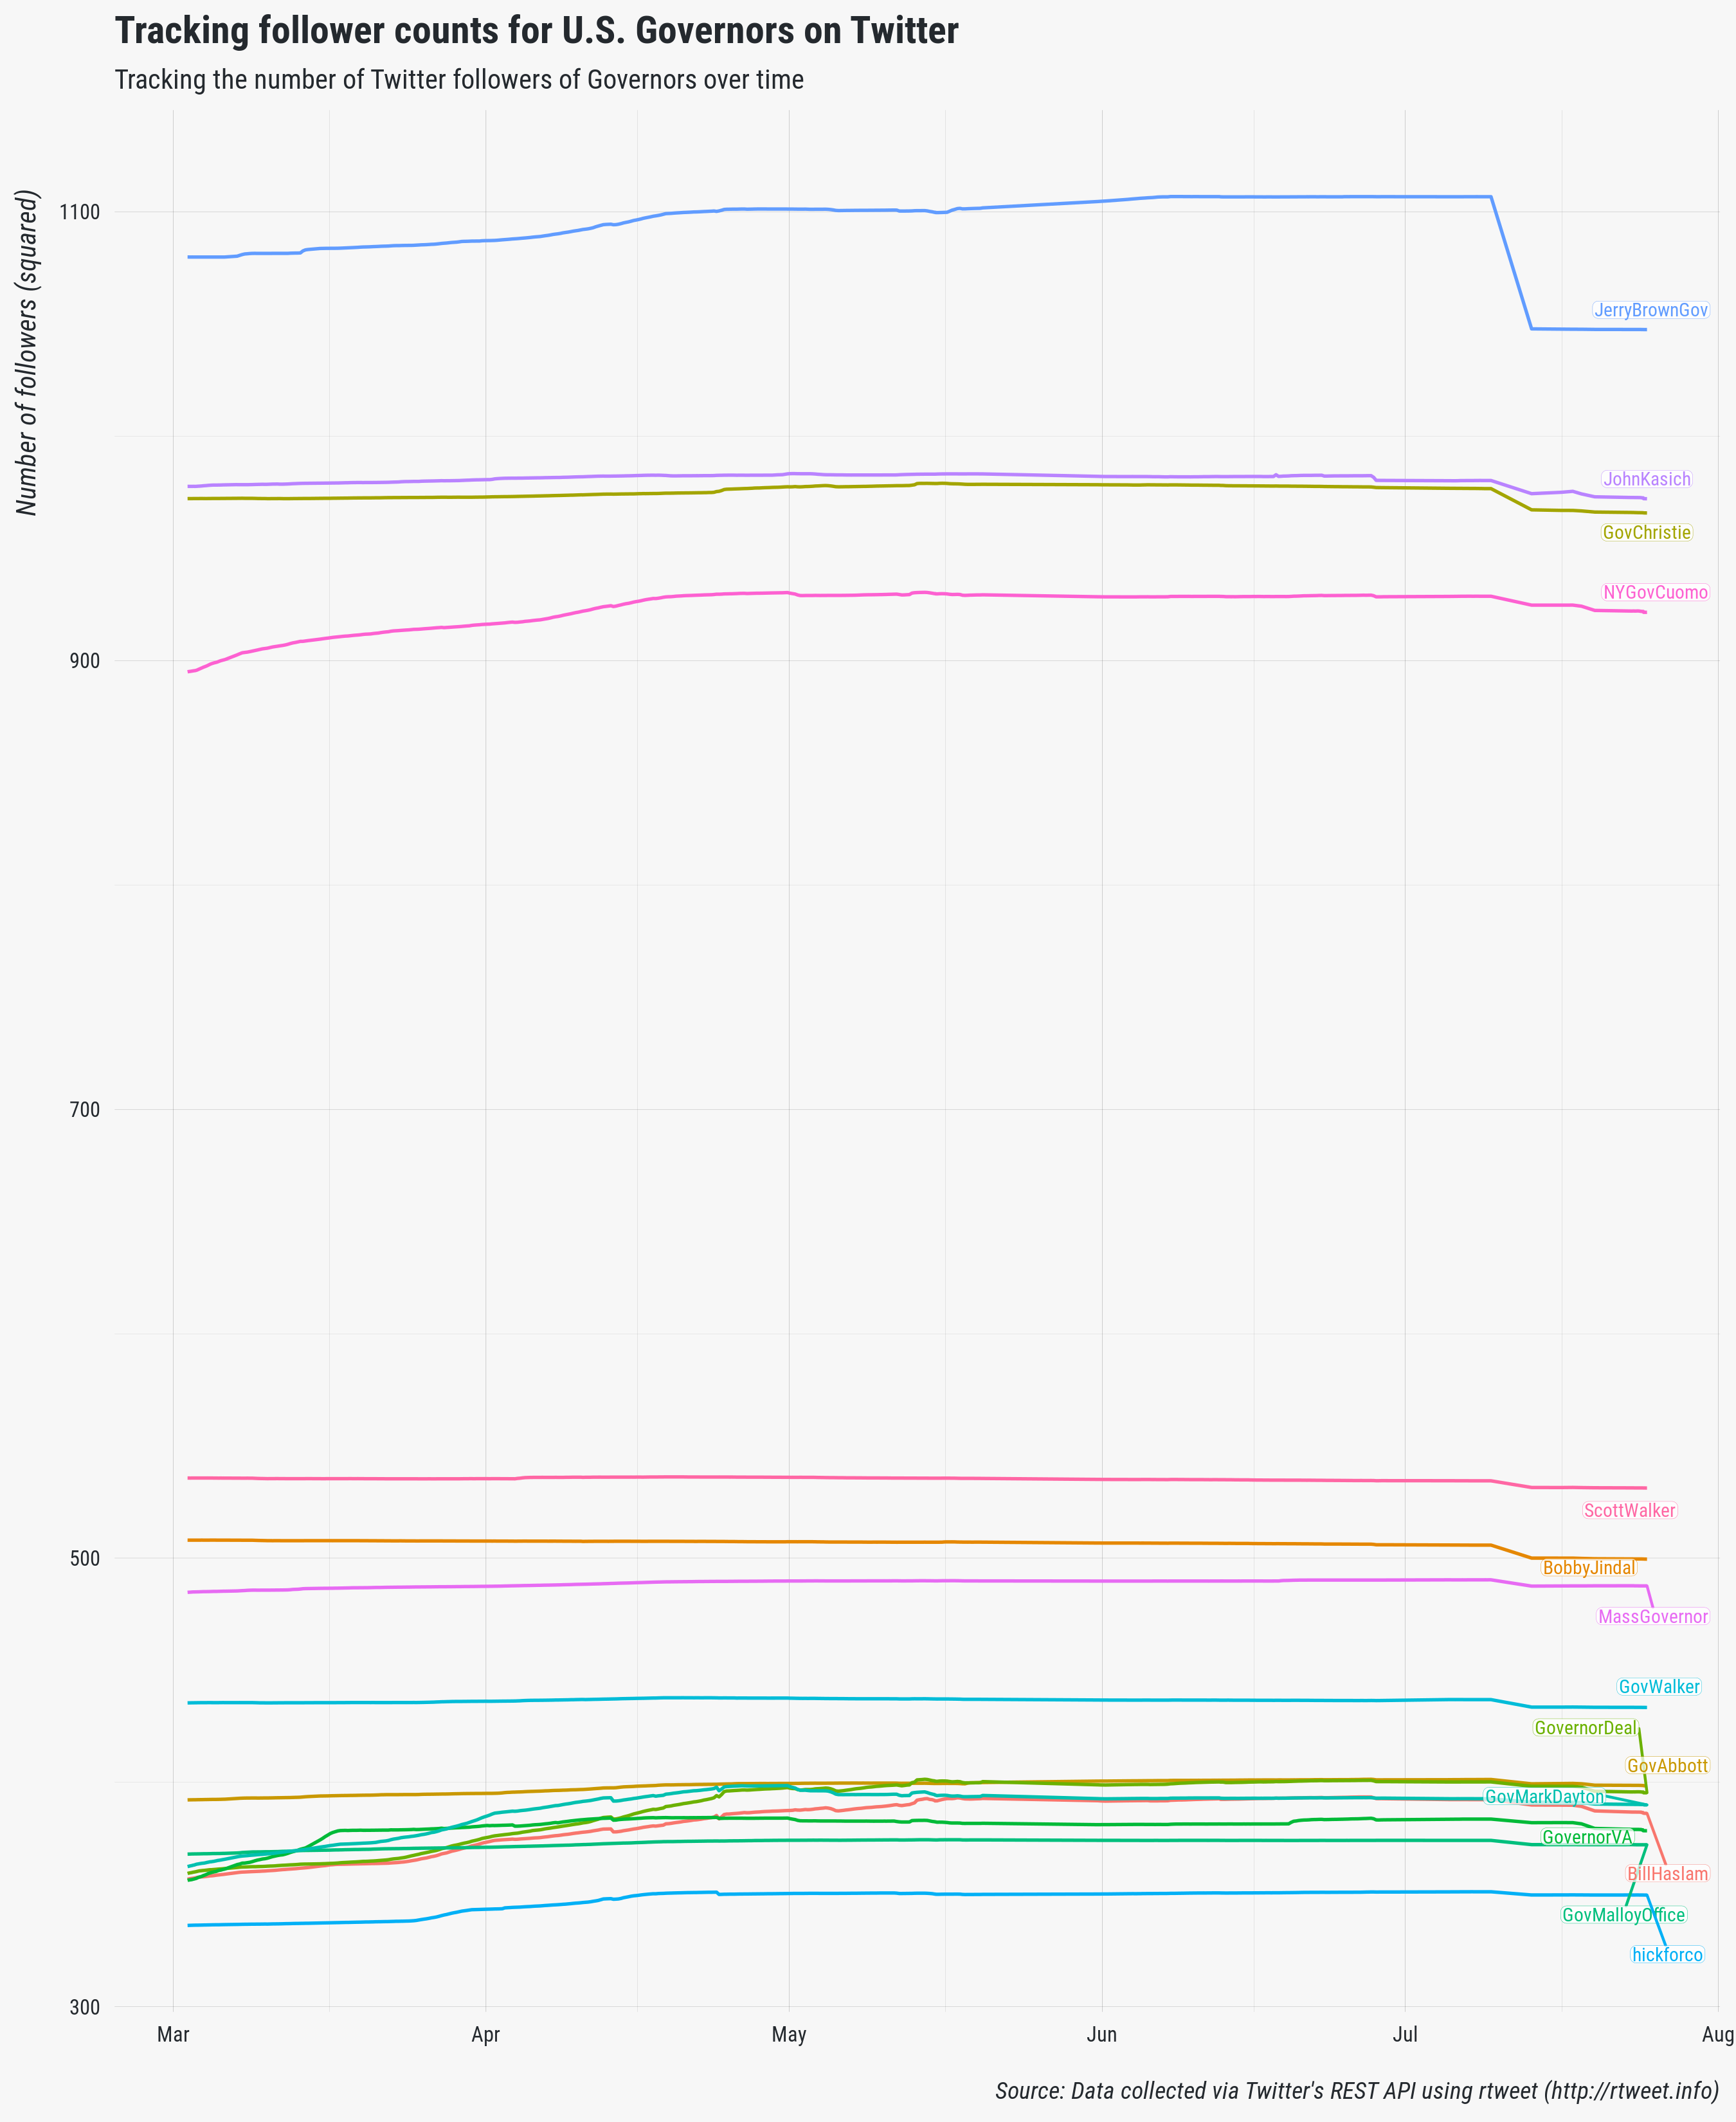 Tracking follower counts for U.S. Governors on Twitter
Tracking the number of Twitter followers of Governors over time
Number of followers (squared)
1100
900
700
500
300
JerryBrownGov
JohnKasich
GovChristie
NYGovCuomo
ScottWalker
BobbyJindal
MassGovernor
GovWalker
GovernorDeal
GovAbbott
GovMarkDayton
GovernorVA
BillHaslam
GovMalloyOffice
hickforco
Mar Apr May Jun Jul Aug
Source: Data collected via Twitter's REST API using rtweet (http://rtweet.info)